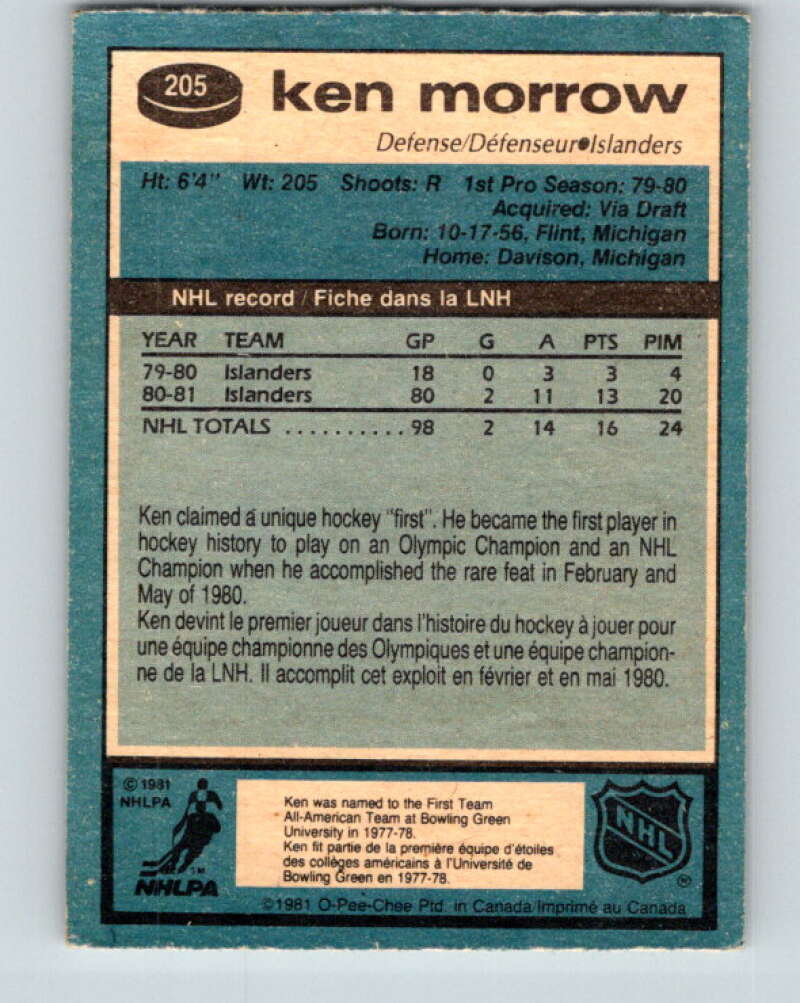 205 ken morrow
Defense/Défenseur•Islanders
Ht: 6'4" Wt: 205 Shoots: R 1st Pro Season: 79-80
Acquired: Via Draft
Born: 10-17-56, Flint, Michigan
Home: Davison, Michigan
NHL record / Fiche dans la LNH
YEAR TEAM GP G A PTS PIM
79-80 Islanders 18 0 3 3 4
80-81 Islanders 80 2 11 13 20
NHL TOTALS .......... 98 2 14 16 24
Ken claimed a unique hockey "first". He became the first player in
hockey history to play on an Olympic Champion and an NHL
Champion when he accomplished the rare feat in February and
May of 1980.
Ken devint le premier joueur dans l'histoire du hockey à jouer pour
une équipe championne des Olympiques et une équipe champion-
ne de la LNH. Il accomplit cet exploit en février et en mai 1980.
© 1981
NHLPA
TM
NHLPA
Ken was named to the First Team
All-American Team at Bowling Green
University in 1977-78.
Ken fit partie de la première équipe d'étoiles
des collèges américains à l'Université de
Bowling Green en 1977-78.
NHL
®
©1981 O-Pee-Chee Ptd. in Canada/Imprimé au Canada